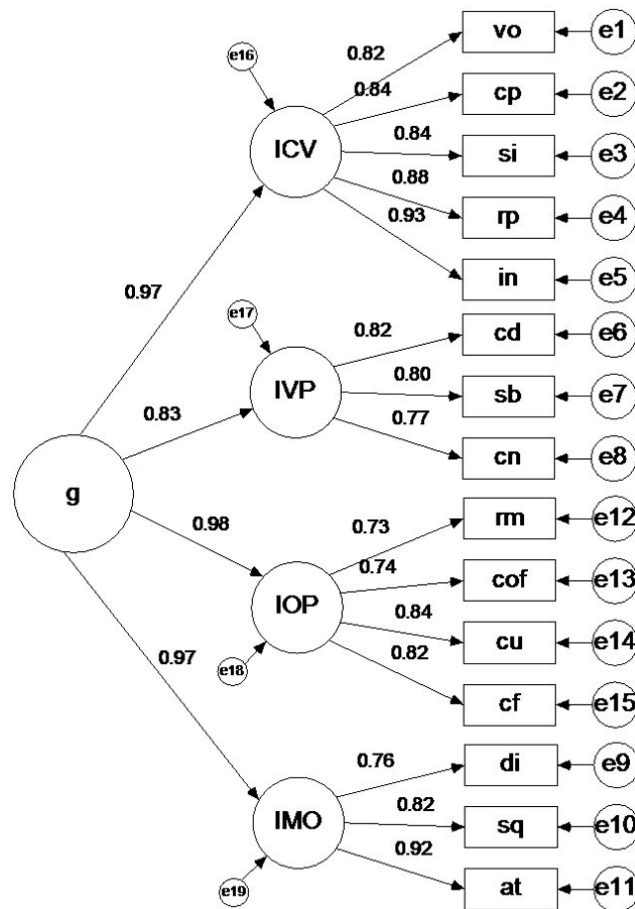 vo
e1
0.82
e16
0.84
cp
e2
ICV
0.84
si
e3
0.88
rp
e4
0.93
in
e5
0.97
e17
0.82
cd
e6
IVP
0.80
sb
e7
0.83
0.77
cn
e8
g
0.98
0.73
rm
e12
0.74
cof
e13
IOP
0.84
cu
e14
0.82
e18
cf
e15
0.97
0.76
di
e9
IMO
0.82
sq
e10
0.92
e19
at
e11